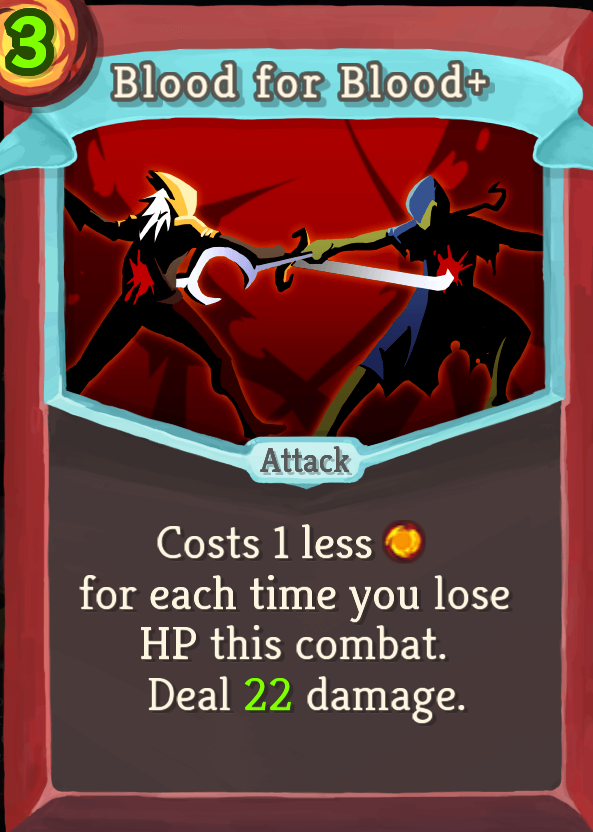 3
Blood for Blood+
Attack
Costs 1 less
for each time you lose
HP this combat.
Deal 22 damage.